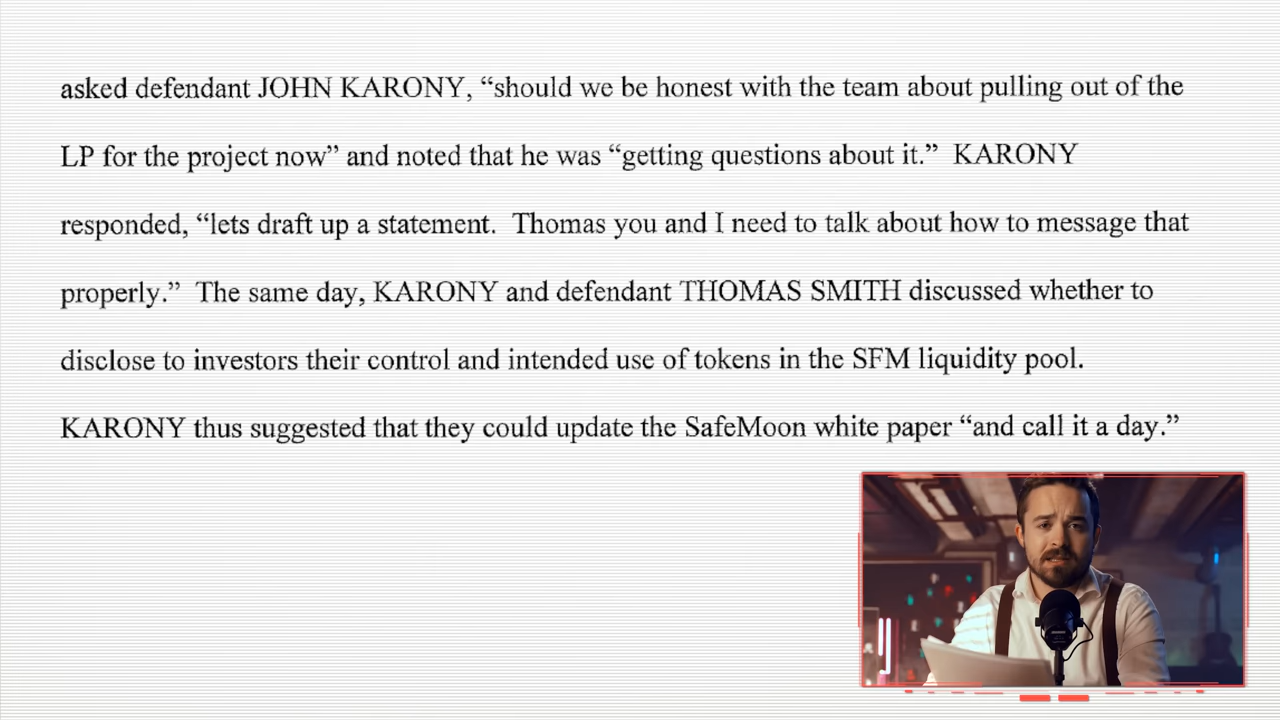 asked defendant JOHN KARONY, “should we be honest with the team about pulling out of the
LP for the project now” and noted that he was “getting questions about it.”  KARONY
responded, “lets draft up a statement.  Thomas you and I need to talk about how to message that
properly.”  The same day, KARONY and defendant THOMAS SMITH discussed whether to
disclose to investors their control and intended use of tokens in the SFM liquidity pool.
KARONY thus suggested that they could update the SafeMoon white paper “and call it a day.”